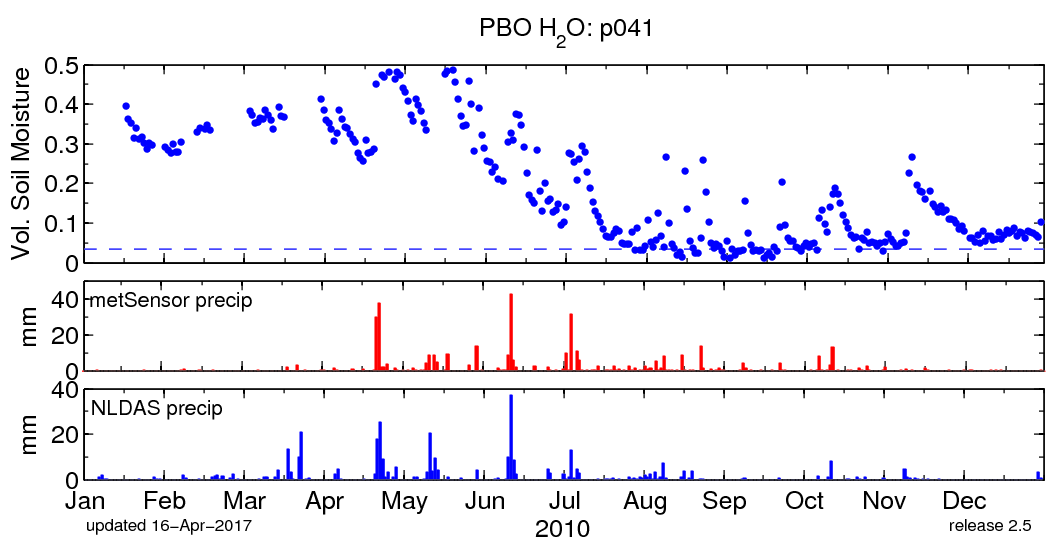 PBO H2O: p041
Vol. Soil Moisture
0.5
0.4
0.3
0.2
0.1
0
metSensor precip
mm
40
20
0
NLDAS precip
mm
40
20
0
Jan Feb Mar Apr May Jun Jul Aug Sep Oct Nov Dec
updated 16-Apr-2017 2010 release 2.5